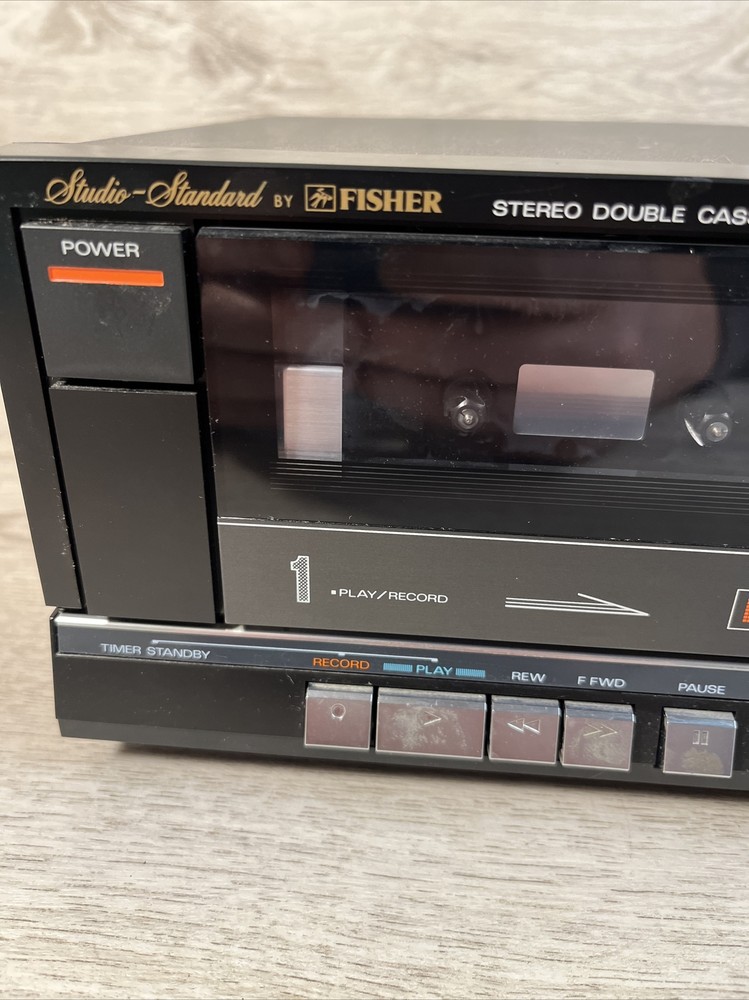 Studio-Standard BY FISHER
STEREO DOUBLE CAS
POWER
1 ▪PLAY/RECORD
TIMER STANDBY
RECORD
PLAY
REW
F FWD
PAUSE